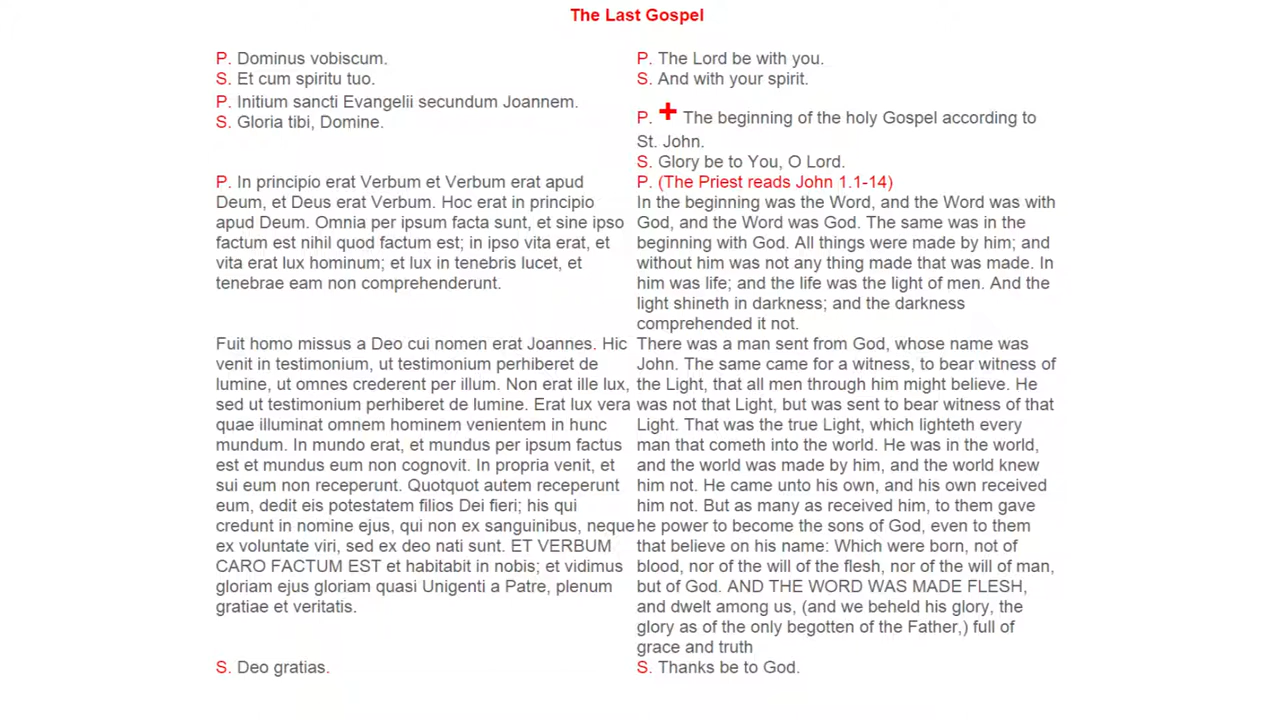 The Last Gospel
P. Dominus vobiscum.
S. Et cum spiritu tuo.
P. Initium sancti Evangelii secundum Joannem.
S. Gloria tibi, Domine.
P. In principio erat Verbum et Verbum erat apud
Deum, et Deus erat Verbum. Hoc erat in principio
apud Deum. Omnia per ipsum facta sunt, et sine ipso
factum est nihil quod factum est; in ipso vita erat, et
vita erat lux hominum; et lux in tenebris lucet, et
tenebrae eam non comprehenderunt.
Fuit homo missus a Deo cui nomen erat Joannes. Hic
venit in testimonium, ut testimonium perhiberet de
lumine, ut omnes crederent per illum. Non erat ille lux,
sed ut testimonium perhiberet de lumine. Erat lux vera
quae illuminat omnem hominem venientem in hunc
mundum. In mundo erat, et mundus per ipsum factus
est et mundus eum non cognovit. In propria venit, et
sui eum non receperunt. Quotquot autem receperunt
eum, dedit eis potestatem filios Dei fieri; his qui
credunt in nomine ejus, qui non ex sanguinibus, neque
ex voluntate viri, sed ex deo nati sunt. ET VERBUM
CARO FACTUM EST et habitabit in nobis; et vidimus
gloriam ejus gloriam quasi Unigenti a Patre, plenum
gratiae et veritatis.
S. Deo gratias.
P. The Lord be with you.
S. And with your spirit.
P. + The beginning of the holy Gospel according to
St. John.
S. Glory be to You, O Lord.
P. (The Priest reads John 1.1-14)
In the beginning was the Word, and the Word was with
God, and the Word was God. The same was in the
beginning with God. All things were made by him; and
without him was not any thing made that was made. In
him was life; and the life was the light of men. And the
light shineth in darkness; and the darkness
comprehended it not.
There was a man sent from God, whose name was
John. The same came for a witness, to bear witness of
the Light, that all men through him might believe. He
was not that Light, but was sent to bear witness of that
Light. That was the true Light, which lighteth every
man that cometh into the world. He was in the world,
and the world was made by him, and the world knew
him not. He came unto his own, and his own received
him not. But as many as received him, to them gave
he power to become the sons of God, even to them
that believe on his name: Which were born, not of
blood, nor of the will of the flesh, nor of the will of man,
but of God. AND THE WORD WAS MADE FLESH,
and dwelt among us, (and we beheld his glory, the
glory as of the only begotten of the Father,) full of
grace and truth
S. Thanks be to God.